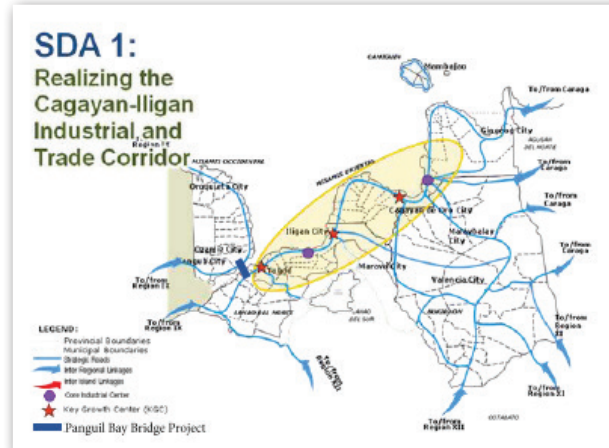 SDA 1:
Realizing the
Cagayan-Iligan
Industrial and
Trade Corridor
CAMIGUIN
Mambajao
To/from Caraga
Gingoog City
AGUSAN
DEL NORTE
MISAMIS OCCIDENTAL
MISAMIS ORIENTAL
To/from
Caraga
Oroquieta City
Cagayan de Oro City
To/from
Caraga
Iligan City
Malaybalay
City
Ozamiz City
Tangub City
Tubod
Marawi City
Valencia City
To/from
Region IX
LANAO DEL NORTE
LANAO
DEL SUR
BUKIDNON
To/from
Region IX
To/from
Region XII
To/from
Region XI
To/from
Region XI
To/from
Region XII
COTABATO
LEGEND:
Provincial Boundaries
Municipal Boundaries
Strategic Roads
Inter Regional Linkages
Inter Island Linkages
Core Industrial Center
Key Growth Center (KGC)
Panguil Bay Bridge Project